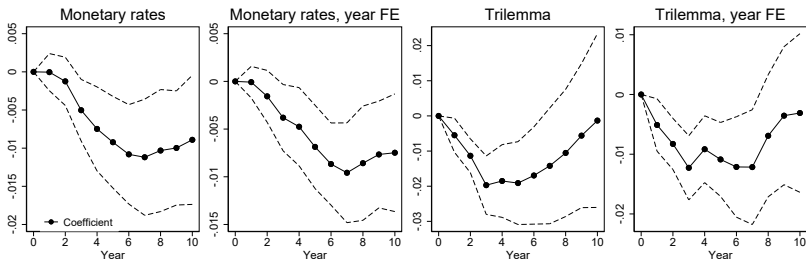 Monetary rates
.005
0
-.005
-.01
-.015
-.02
Coefficient
0 2 4 6 8 10
Year
Monetary rates, year FE
.005
0
-.005
-.01
-.015
0 2 4 6 8 10
Year
Trilemma
.02
.01
0
-.01
-.02
-.03
0 2 4 6 8 10
Year
Trilemma, year FE
.01
0
-.01
-.02
0 2 4 6 8 10
Year